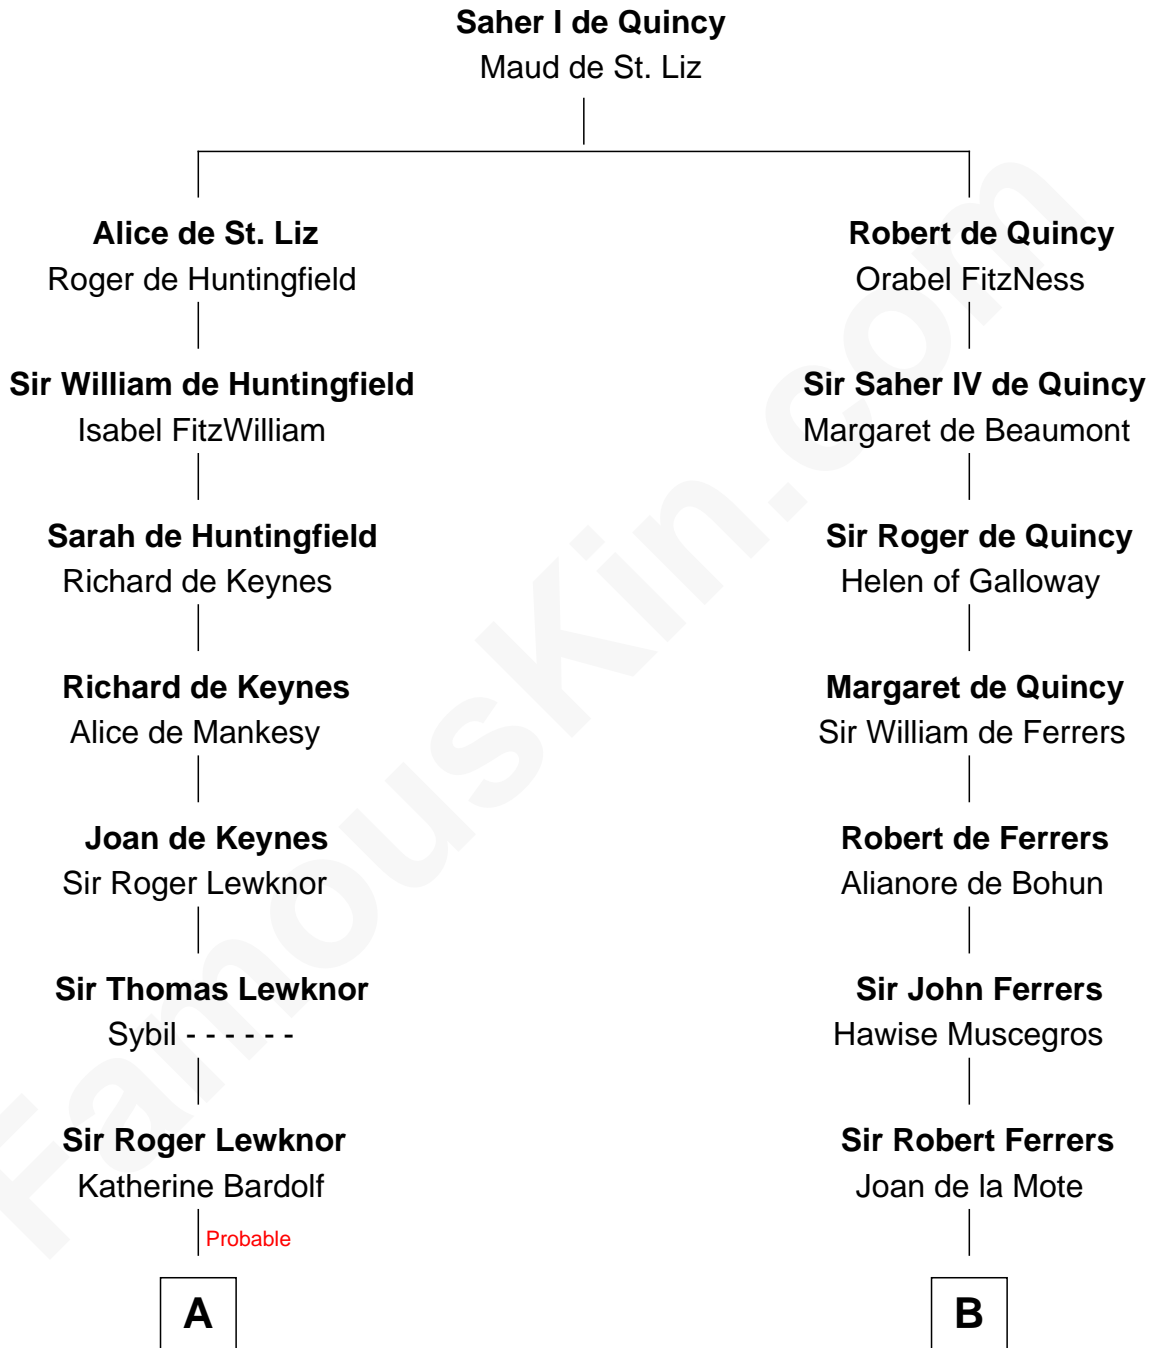 Saher I de Quincy
Maud de St. Liz
Alice de St. Liz
Roger de Huntingfield
Robert de Quincy
Orabel FitzNess
Sir William de Huntingfield
Isabel FitzWilliam
Sir Saher IV de Quincy
Margaret de Beaumont
Sarah de Huntingfield
Richard de Keynes
Sir Roger de Quincy
Helen of Galloway
Richard de Keynes
Alice de Mankesy
Margaret de Quincy
Sir William de Ferrers
Joan de Keynes
Sir Roger Lewknor
Robert de Ferrers
Alianore de Bohun
Sir Thomas Lewknor
Sybil - - - - - -
Sir John Ferrers
Hawise Muscegros
Sir Roger Lewknor
Katherine Bardolf
Sir Robert Ferrers
Joan de la Mote
Probable
A
B
FamousKin.com